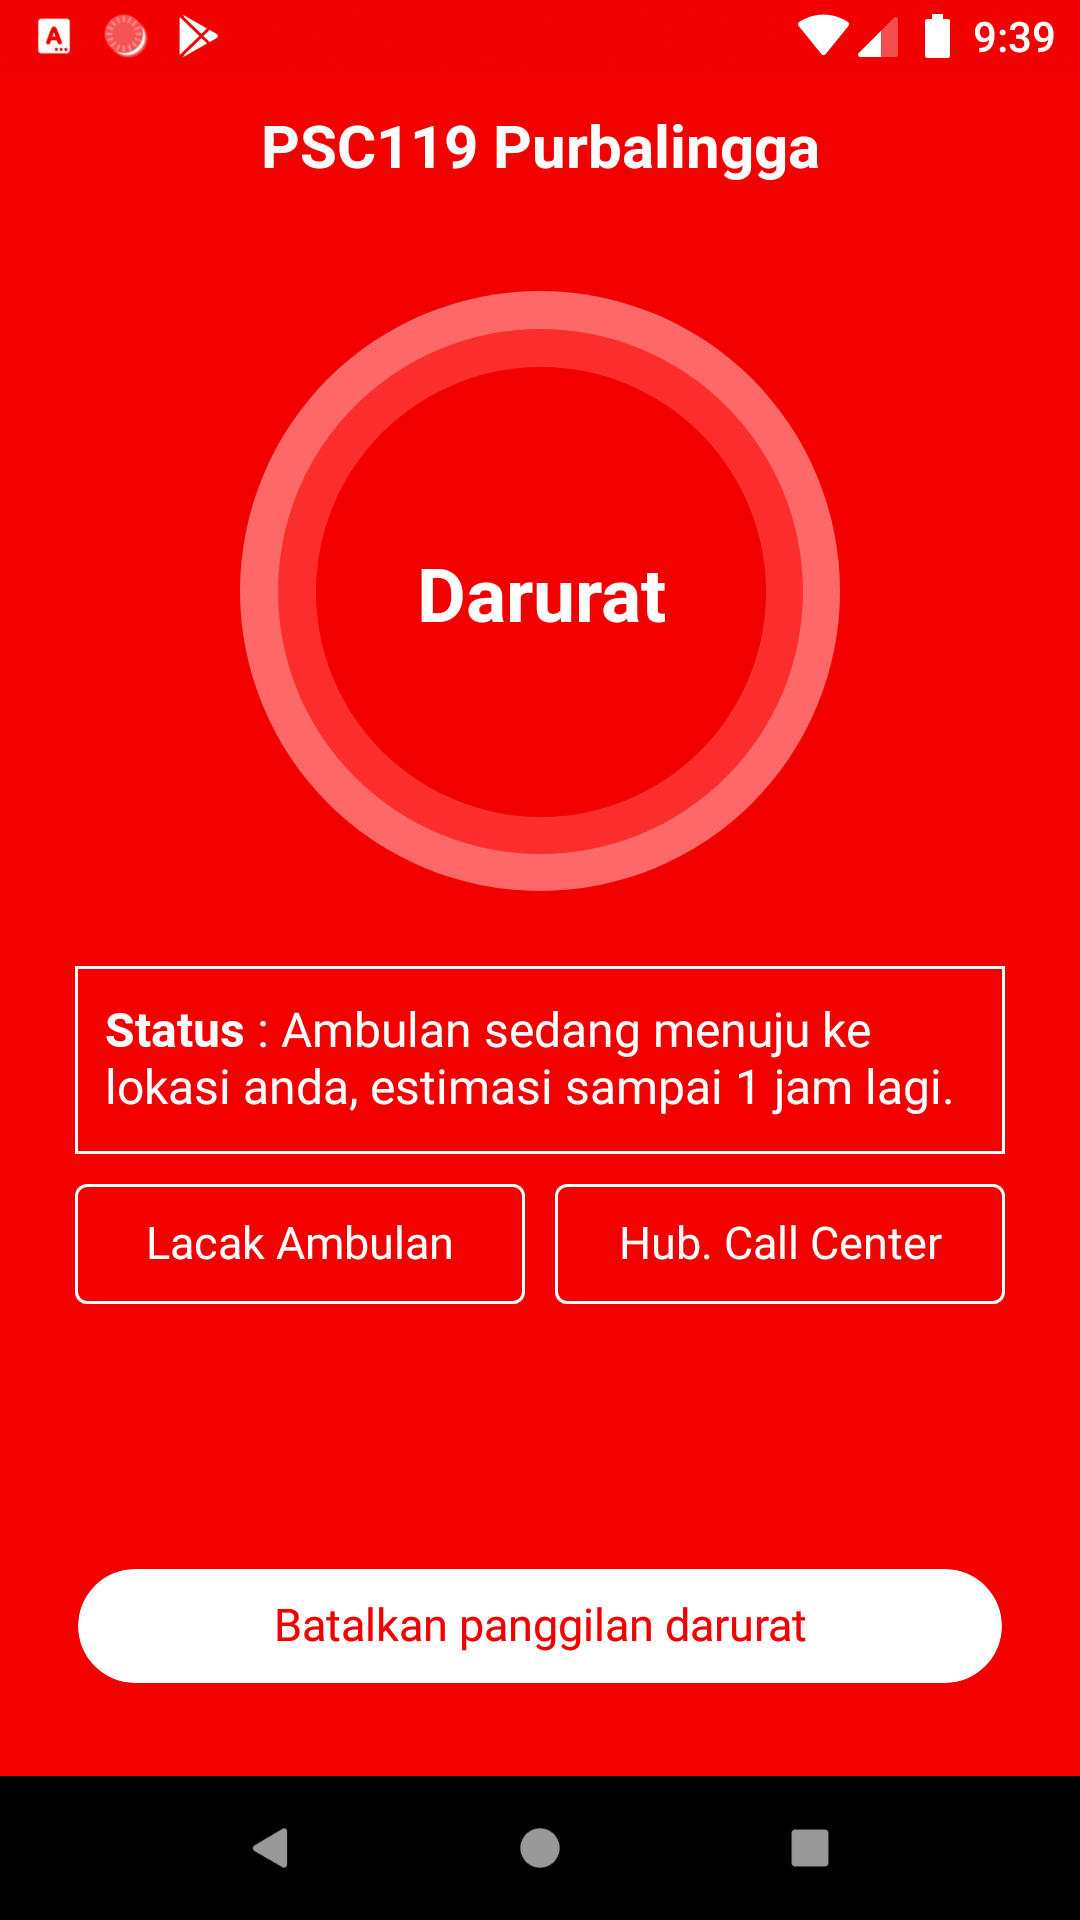 9:39
PSC119 Purbalingga
Darurat
Status : Ambulan sedang menuju ke
lokasi anda, estimasi sampai 1 jam lagi.
Lacak Ambulan
Hub. Call Center
Batalkan panggilan darurat